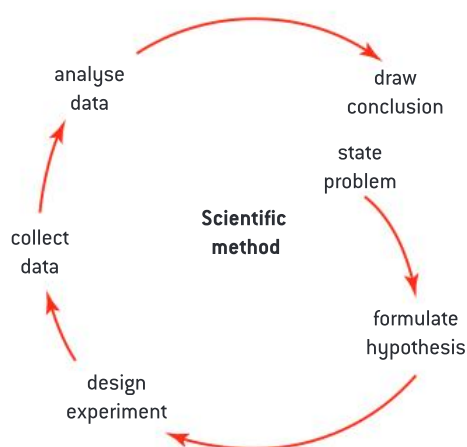 analyse
data
draw
conclusion
state
problem
Scientific
method
collect
data
formulate
hypothesis
design
experiment